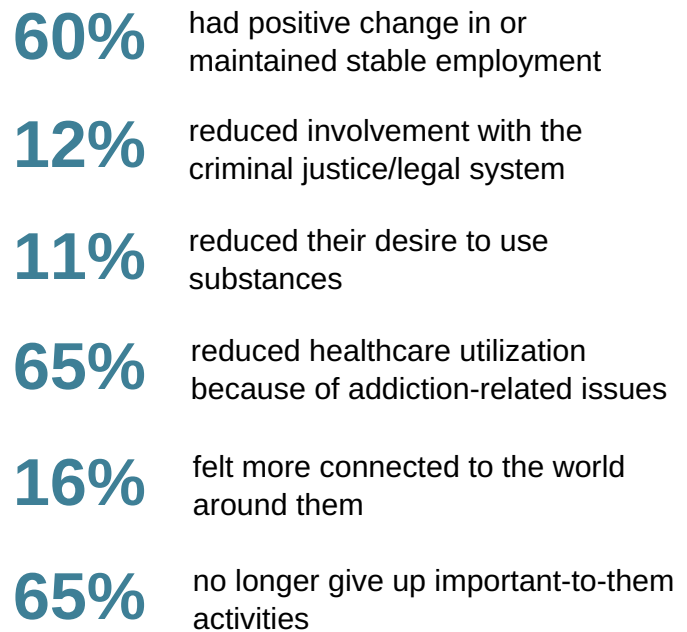 60% had positive change in or
maintained stable employment
12% reduced involvement with the
criminal justice/legal system
11% reduced their desire to use
substances
65% reduced healthcare utilization
because of addiction-related issues
16% felt more connected to the world
around them
65% no longer give up important-to-them
activities